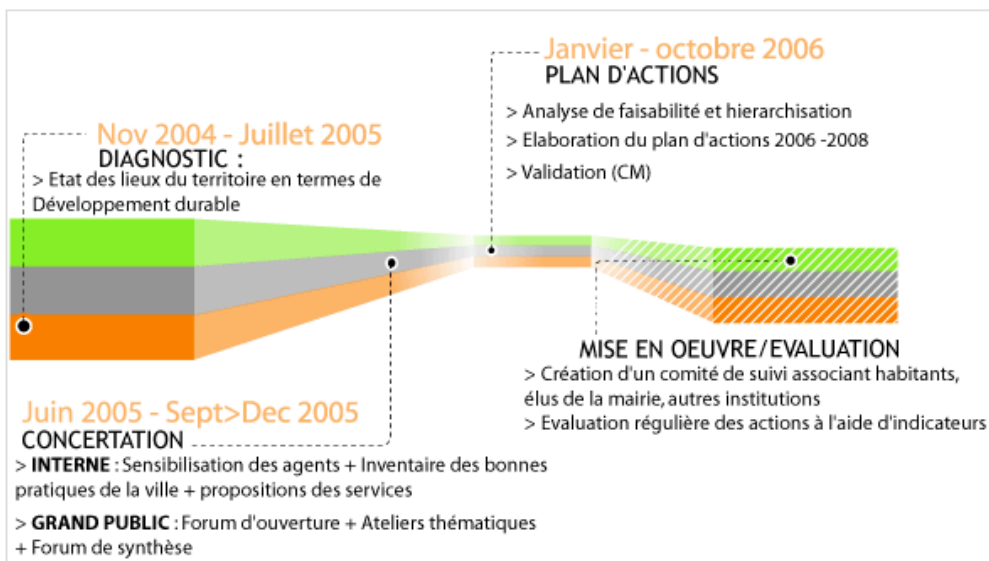 Nov 2004 - Juillet 2005
DIAGNOSTIC :
> Etat des lieux du territoire en termes de
Développement durable
Juin 2005 - Sept>Dec 2005
CONCERTATION
> INTERNE : Sensibilisation des agents + Inventaire des bonnes
pratiques de la ville + propositions des services
> GRAND PUBLIC : Forum d'ouverture + Ateliers thématiques
+ Forum de synthèse
Janvier - octobre 2006
PLAN D'ACTIONS
> Analyse de faisabilité et hierarchisation
> Elaboration du plan d'actions 2006 -2008
> Validation (CM)
MISE EN OEUVRE/EVALUATION
> Création d'un comité de suivi associant habitants,
élus de la mairie, autres institutions
> Evaluation régulière des actions à l'aide d'indicateurs